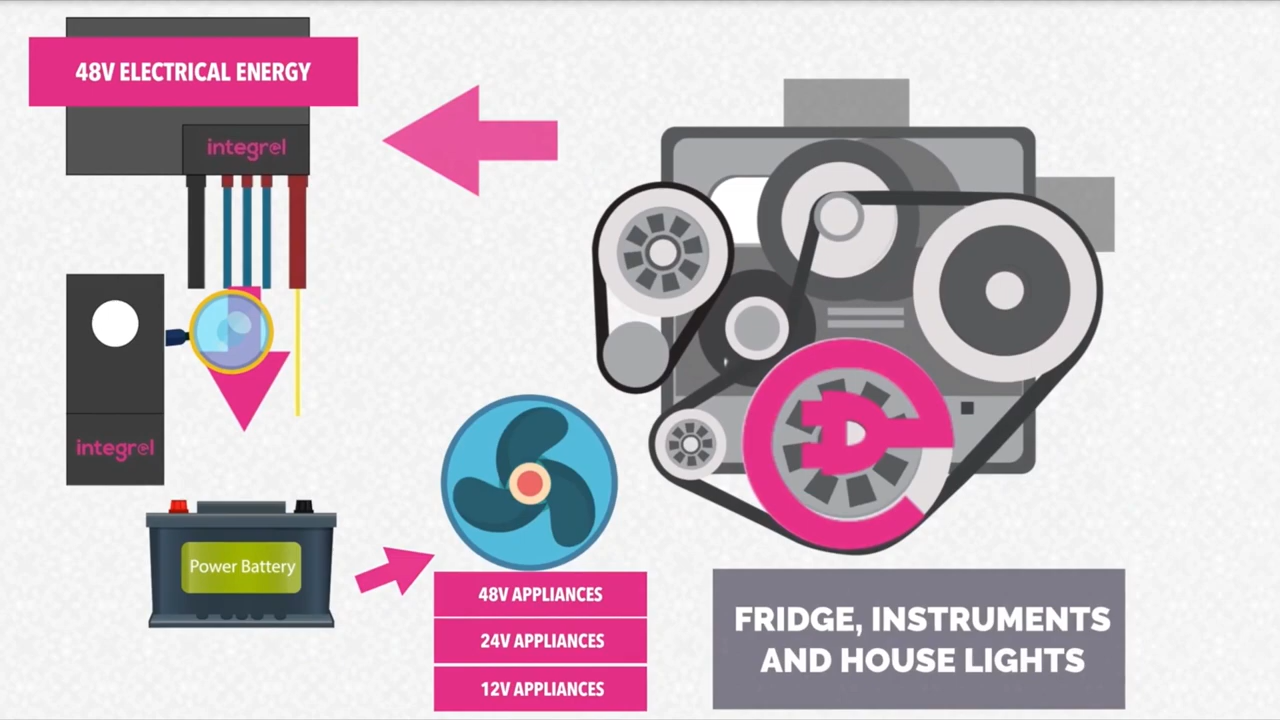 48V ELECTRICAL ENERGY
integrel
integrel
Power Battery
48V APPLIANCES
24V APPLIANCES
12V APPLIANCES
FRIDGE, INSTRUMENTS
AND HOUSE LIGHTS